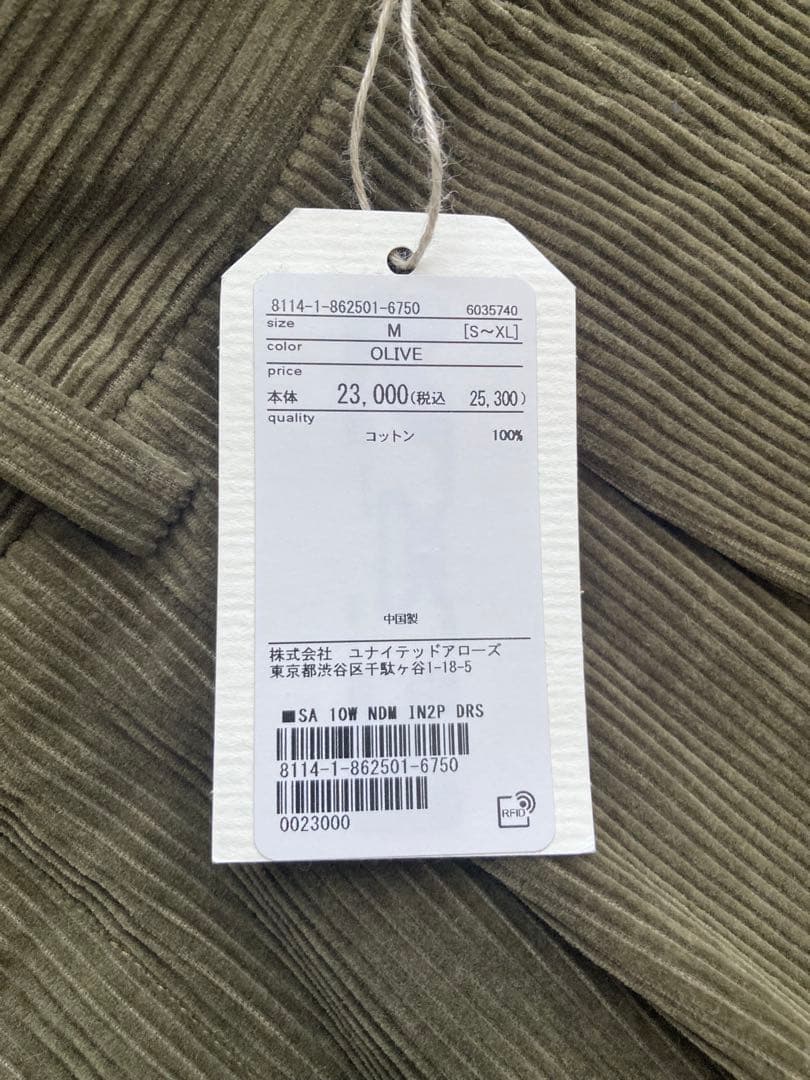 8114-1-862501-6750 6035740
size M [S〜XL]
color OLIVE
price
本体 23,000(税込 25,300)
quality
コットン 100%
中国製
株式会社 ユナイテッドアローズ
東京都渋谷区千駄ヶ谷1-18-5
■SA 10W NDM IN2P DRS
8114-1-862501-6750
0023000
RFID